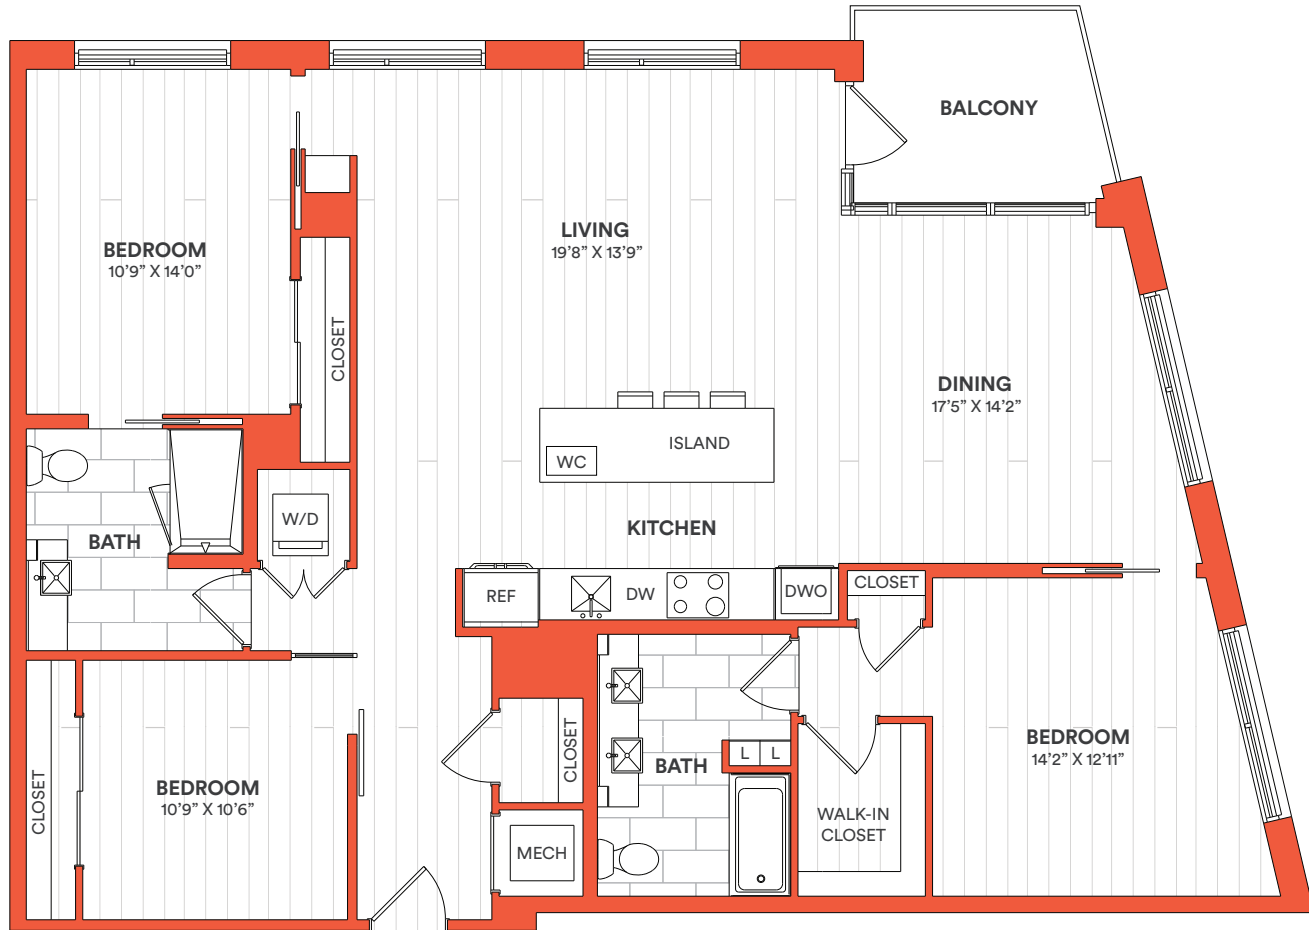 BALCONY
LIVING
19’8” X 13’9”
BEDROOM
10’9” X 14’0”
CLOSET
DINING
17’5” X 14’2”
ISLAND
WC
KITCHEN
W/D
BATH
REF
DW
DWO
CLOSET
BEDROOM
14’2” X 12’11”
CLOSET
BATH
L
L
BEDROOM
10’9” X 10’6”
CLOSET
WALK-IN
CLOSET
MECH